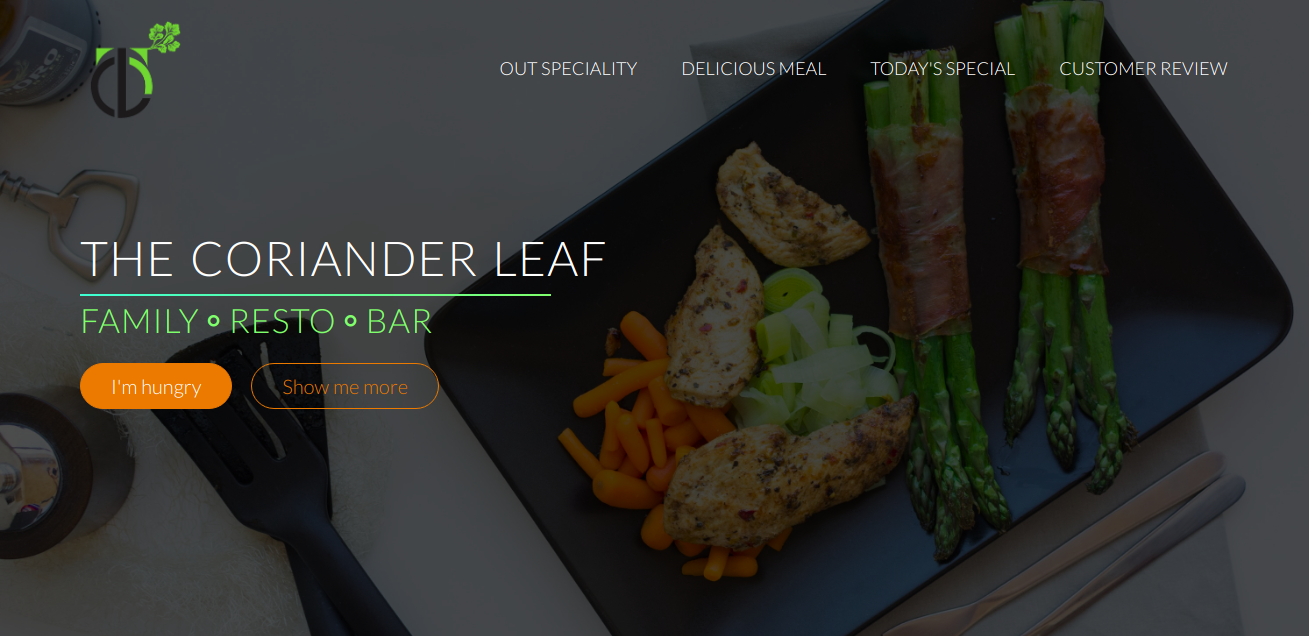 OUT SPECIALITY DELICIOUS MEAL TODAY'S SPECIAL CUSTOMER REVIEW
THE CORIANDER LEAF
FAMILY ⚬ RESTO ⚬ BAR
I'm hungry Show me more